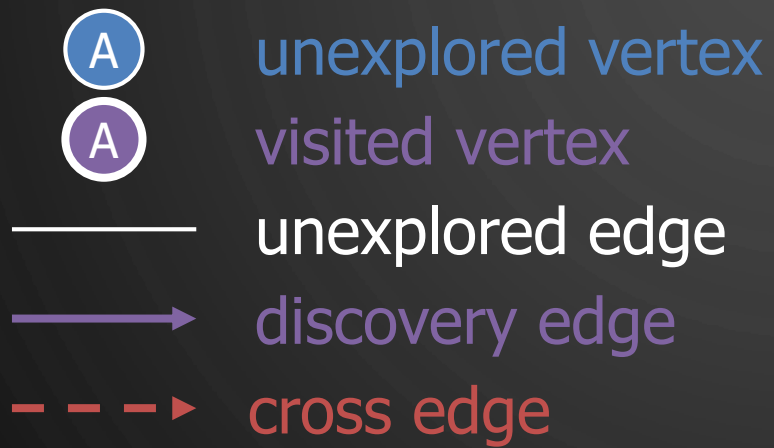 A unexplored vertex
A visited vertex
unexplored edge
discovery edge
cross edge